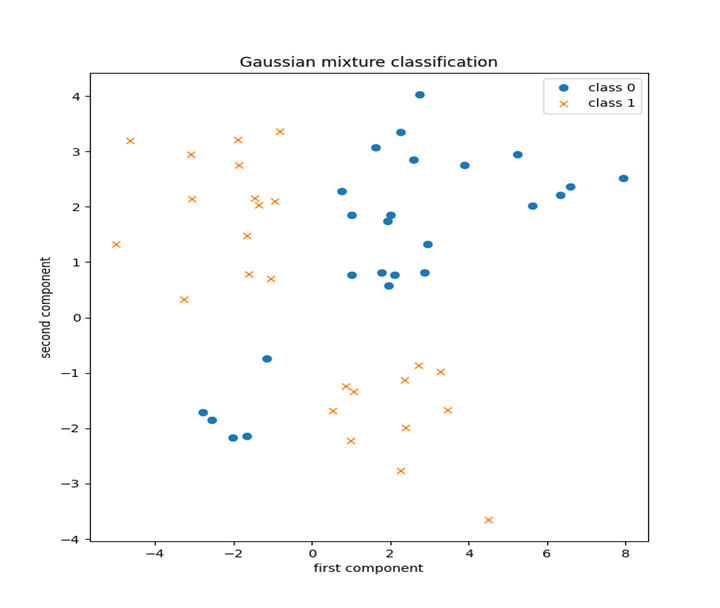 Gaussian mixture classification
class 0
class 1
second component
4
3
2
1
0
−1
−2
−3
−4
−4 −2 0 2 4 6 8
first component